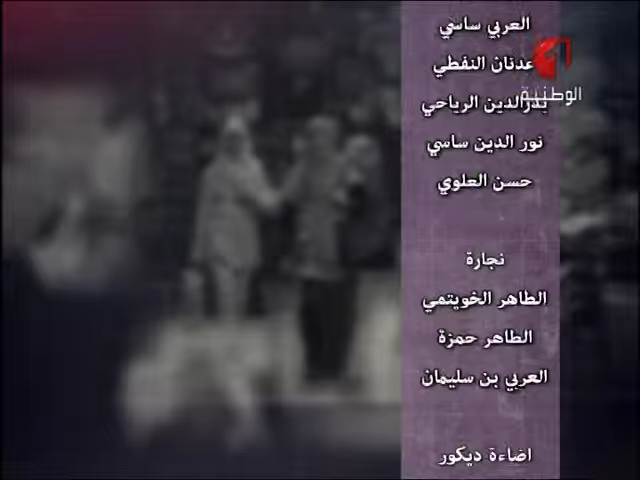 العربي ساسي
عدنان النفطي
الوطنية
بدرالدين الرياحي
نور الدين ساسي
حسن العلوي
نجارة
الطاهر الخويتمي
الطاهر حمزة
العربي بن سليمان
اضاءة ديكور